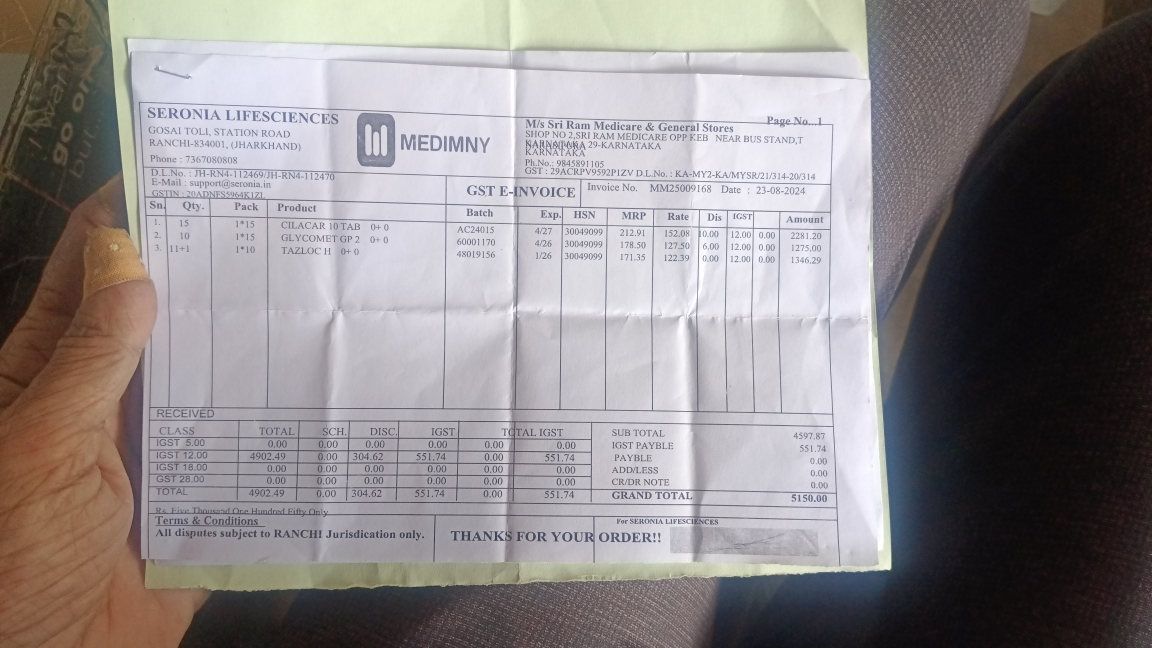 SERONIA LIFESCIENCES
GOSAI TOLI, STATION ROAD
RANCHI-834001, (JHARKHAND)
Phone : 7367080808
D.L.No. : JH-RN4-112469/JH-RN4-112470
E-Mail : support@seronia.in
GSTIN : 20ADNFS5964K1ZL
MEDIMNY
Page No...1
M/s Sri Ram Medicare & General Stores
SHOP NO 2,SRI RAM MEDICARE OPP KEB NEAR BUS STAND,T
29-KARNATAKA
KARNATAKA
Ph.No.: 9845891105
GST : 29ACRPV9592P1ZV D.L.No. : KA-MY2-KA/MYSR/21/314-20/314
GST E-INVOICE Invoice No. MM25009168 Date : 23-08-2024
Sn. Qty. Pack Product Batch Exp. HSN MRP Rate Dis IGST Amount
1. 15 1*15 CILACAR 10 TAB 0+ 0 AC24015 4/27 30049099 212.91 152.08 10.00 12.00 0.00 2281.20
2. 10 1*15 GLYCOMET GP 2 0+ 0 60001170 4/26 30049099 178.50 127.50 6.00 12.00 0.00 1275.00
3. 11+1 1*10 TAZLOC H 0+ 0 48019156 1/26 30049099 171.35 122.39 0.00 12.00 0.00 1346.29
RECEIVED
CLASS TOTAL SCH. DISC. IGST TOTAL IGST
IGST 5.00 0.00 0.00 0.00 0.00 0.00 0.00
IGST 12.00 4902.49 0.00 304.62 551.74 0.00 551.74
IGST 18.00 0.00 0.00 0.00 0.00 0.00 0.00
GST 28.00 0.00 0.00 0.00 0.00 0.00 0.00
TOTAL 4902.49 0.00 304.62 551.74 0.00 551.74
SUB TOTAL 4597.87
IGST PAYBLE 551.74
PAYBLE 0.00
ADD/LESS 0.00
CR/DR NOTE 0.00
GRAND TOTAL 5150.00
Rs. Five Thousand One Hundred Fifty Only
Terms & Conditions
All disputes subject to RANCHI Jurisdication only.
THANKS FOR YOUR ORDER!!
For SERONIA LIFESCIENCES